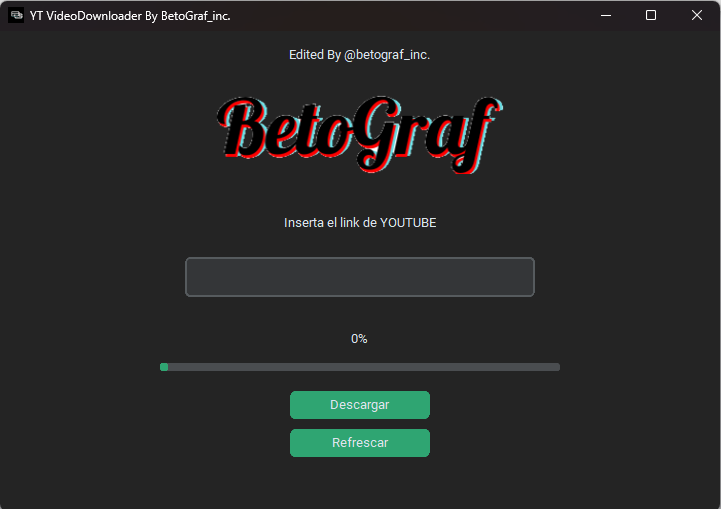 YT VideoDownloader By BetoGraf_inc.
Edited By @betograf_inc.
BetoGraf
Inserta el link de YOUTUBE
0%
Descargar
Refrescar